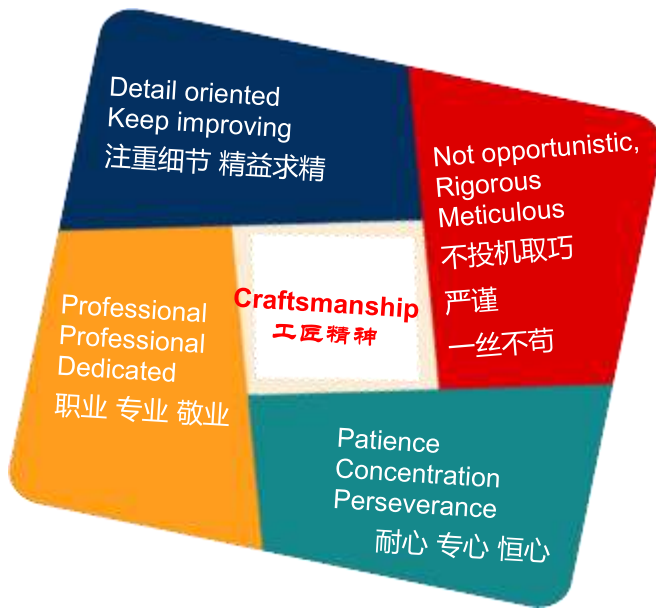 Detail oriented
Keep improving
注重细节 精益求精
Not opportunistic,
Rigorous
Meticulous
不投机取巧
严谨
一丝不苟
Craftsmanship
工匠精神
Professional
Professional
Dedicated
职业 专业 敬业
Patience
Concentration
Perseverance
耐心 专心 恒心